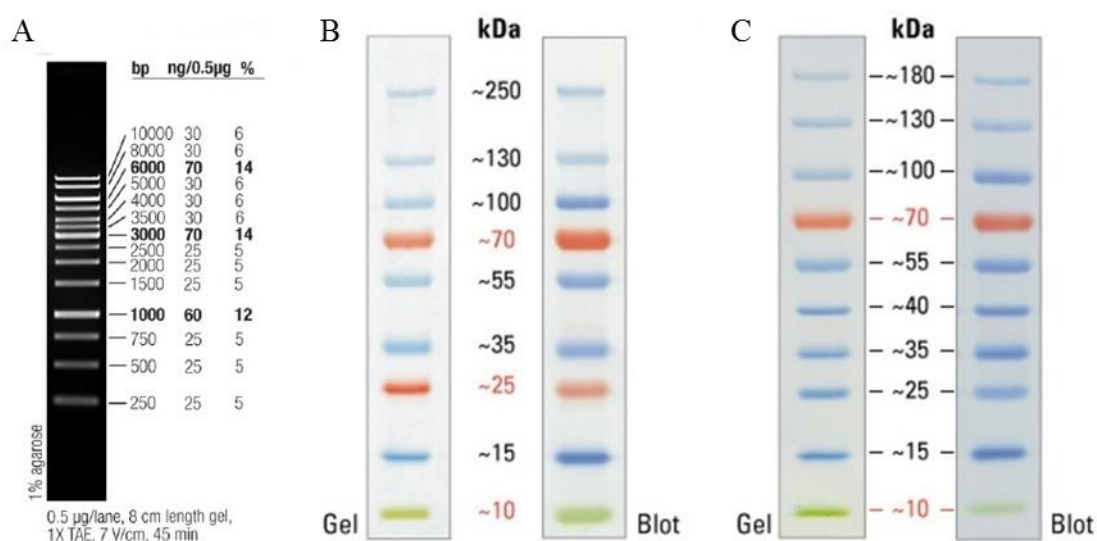 A
bp ng/0.5µg %
10000 30 6
8000 30 6
6000 70 14
5000 30 6
4000 30 6
3500 30 6
3000 70 14
2500 25 5
2000 25 5
1500 25 5
1000 60 12
750 25 5
500 25 5
250 25 5
1% agarose
0.5 µg/lane, 8 cm length gel,
1X TAE, 7 V/cm, 45 min
B
kDa
~250
~130
~100
~70
~55
~35
~25
~15
~10
Gel
Blot
C
kDa
~180
~130
~100
~70
~55
~40
~35
~25
~15
~10
Gel
Blot